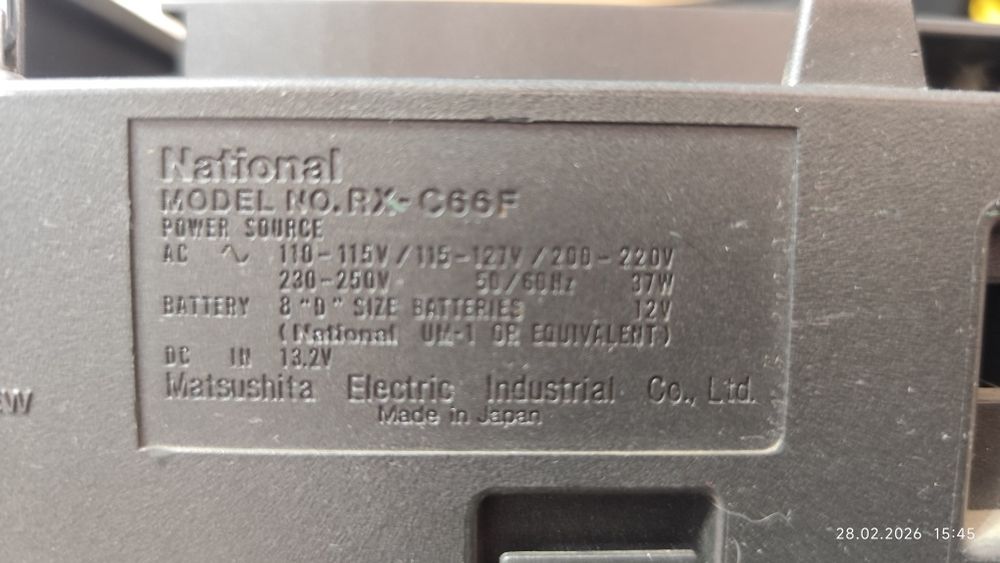 National
MODEL NO. RX-C66F
POWER SOURCE
AC ∿ 110-115V/115-127V/200-220V
230-250V 50/60Hz 37W
BATTERY 8 "D" SIZE BATTERIES 12V
(National UM-1 OR EQUIVALENT)
DC IN 13.2V
Matsushita Electric Industrial Co., Ltd.
Made in Japan
28.02.2026 15:45